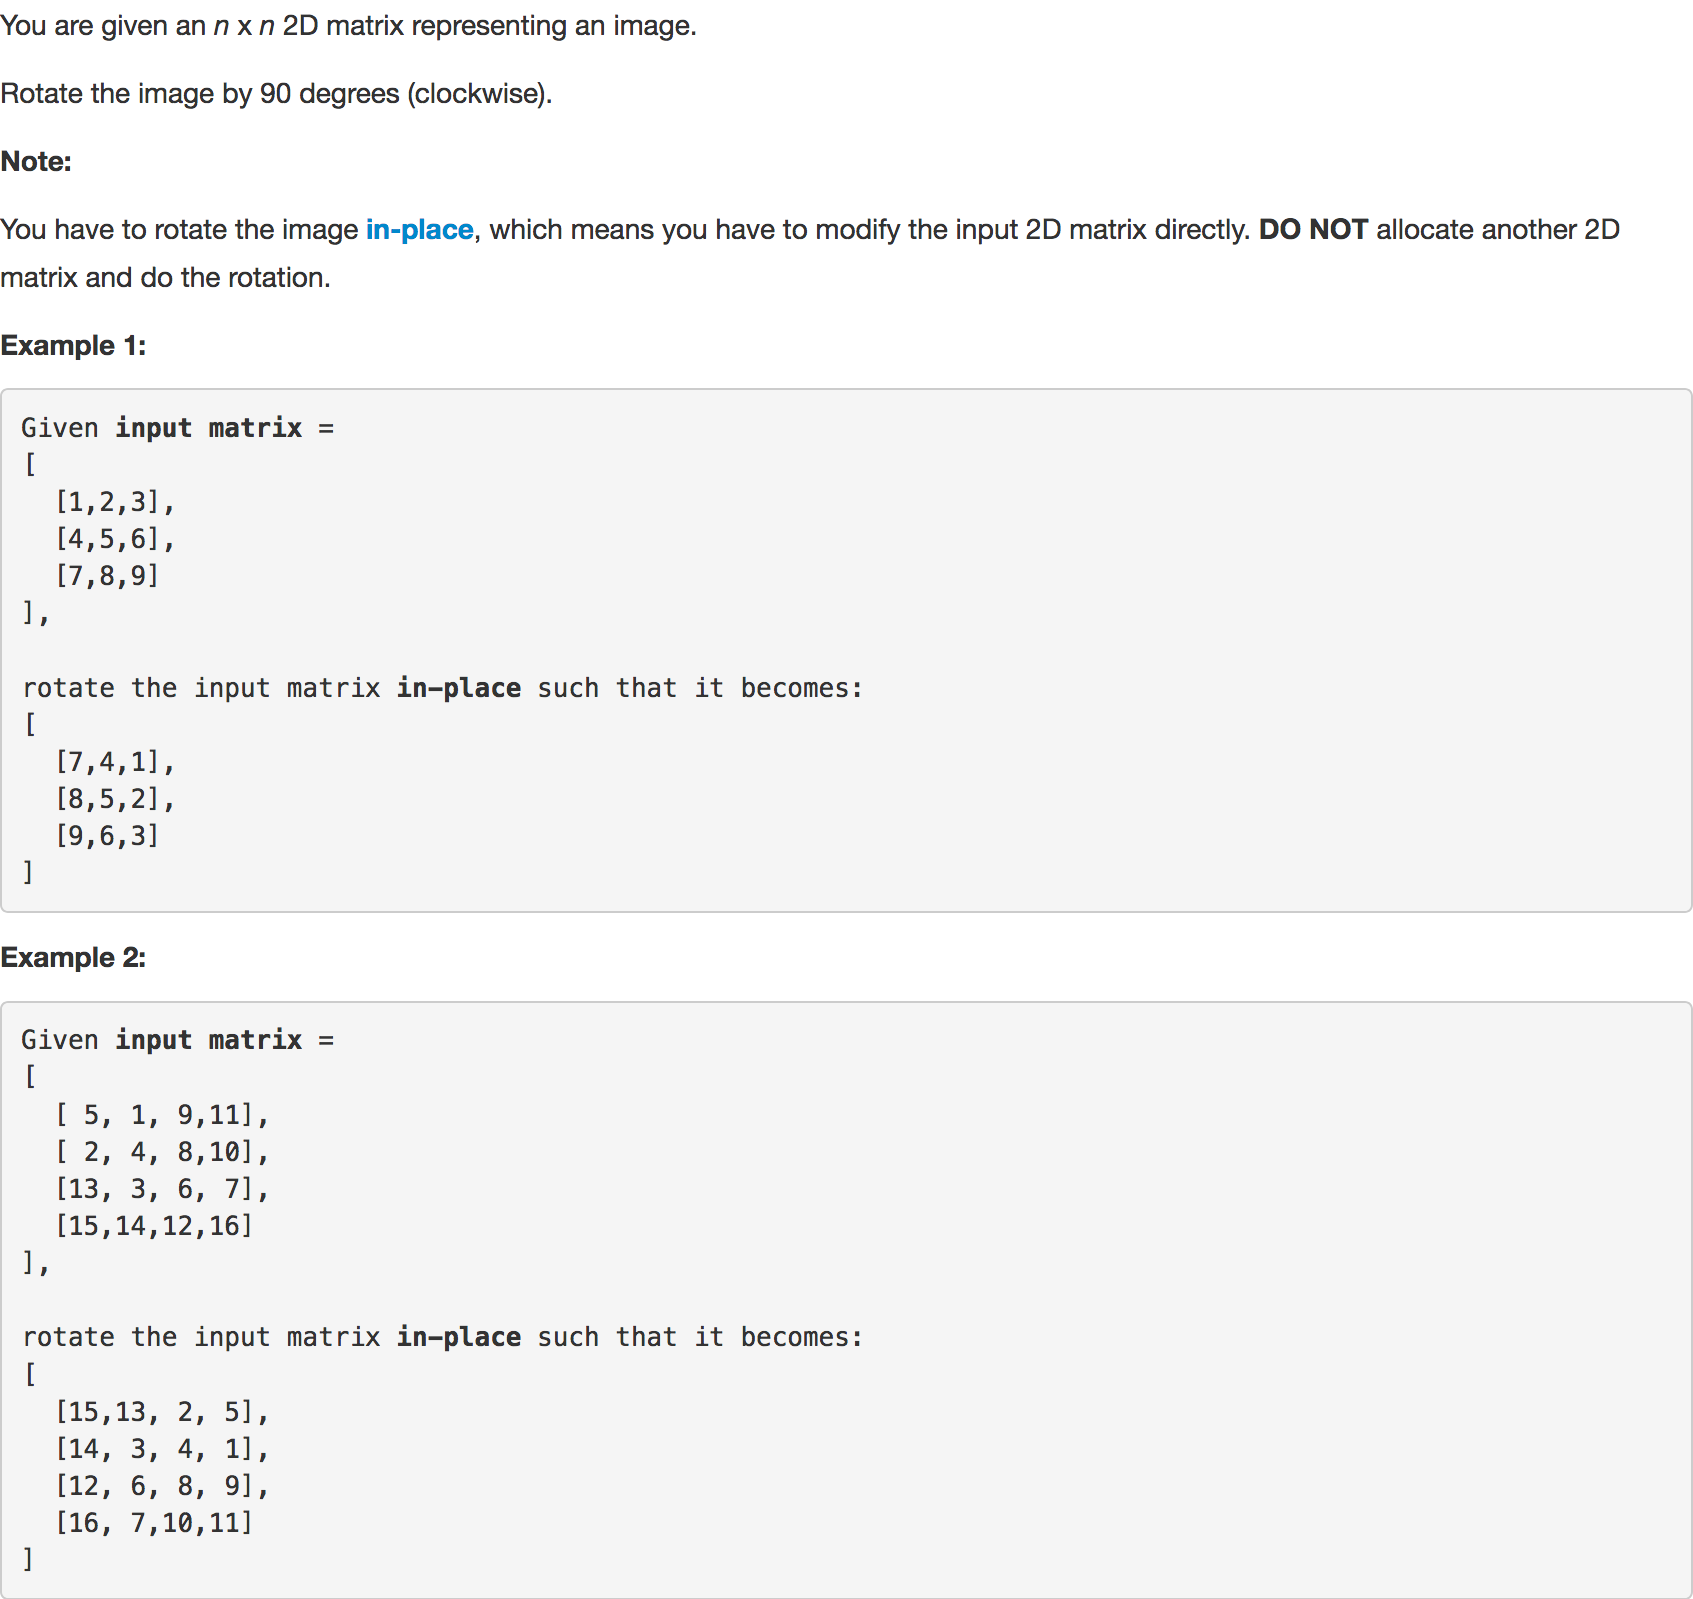 You are given an n x n 2D matrix representing an image.
Rotate the image by 90 degrees (clockwise).
Note:
You have to rotate the image in-place, which means you have to modify the input 2D matrix directly. DO NOT allocate another 2D
matrix and do the rotation.
Example 1:
Given input matrix =
[
  [1,2,3],
  [4,5,6],
  [7,8,9]
],
rotate the input matrix in-place such that it becomes:
[
  [7,4,1],
  [8,5,2],
  [9,6,3]
]
Example 2:
Given input matrix =
[
  [ 5, 1, 9,11],
  [ 2, 4, 8,10],
  [13, 3, 6, 7],
  [15,14,12,16]
],
rotate the input matrix in-place such that it becomes:
[
  [15,13, 2, 5],
  [14, 3, 4, 1],
  [12, 6, 8, 9],
  [16, 7,10,11]
]